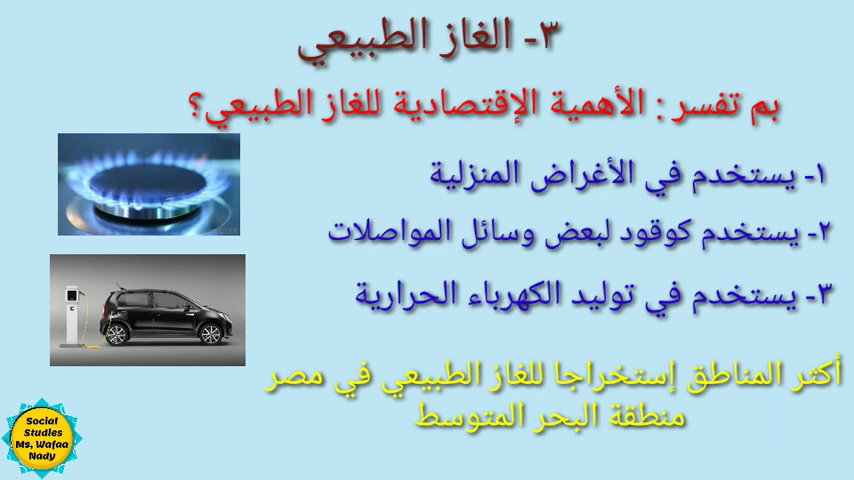 ٣- الغاز الطبيعي
بم تفسر : الأهمية الإقتصادية للغاز الطبيعي؟
١- يستخدم في الأغراض المنزلية
٢- يستخدم كوقود لبعض وسائل المواصلات
٣- يستخدم في توليد الكهرباء الحرارية
أكثر المناطق إستخراجا للغاز الطبيعي في مصر
منطقة البحر المتوسط
Social
Studies
Ms, Wafaa
Nady